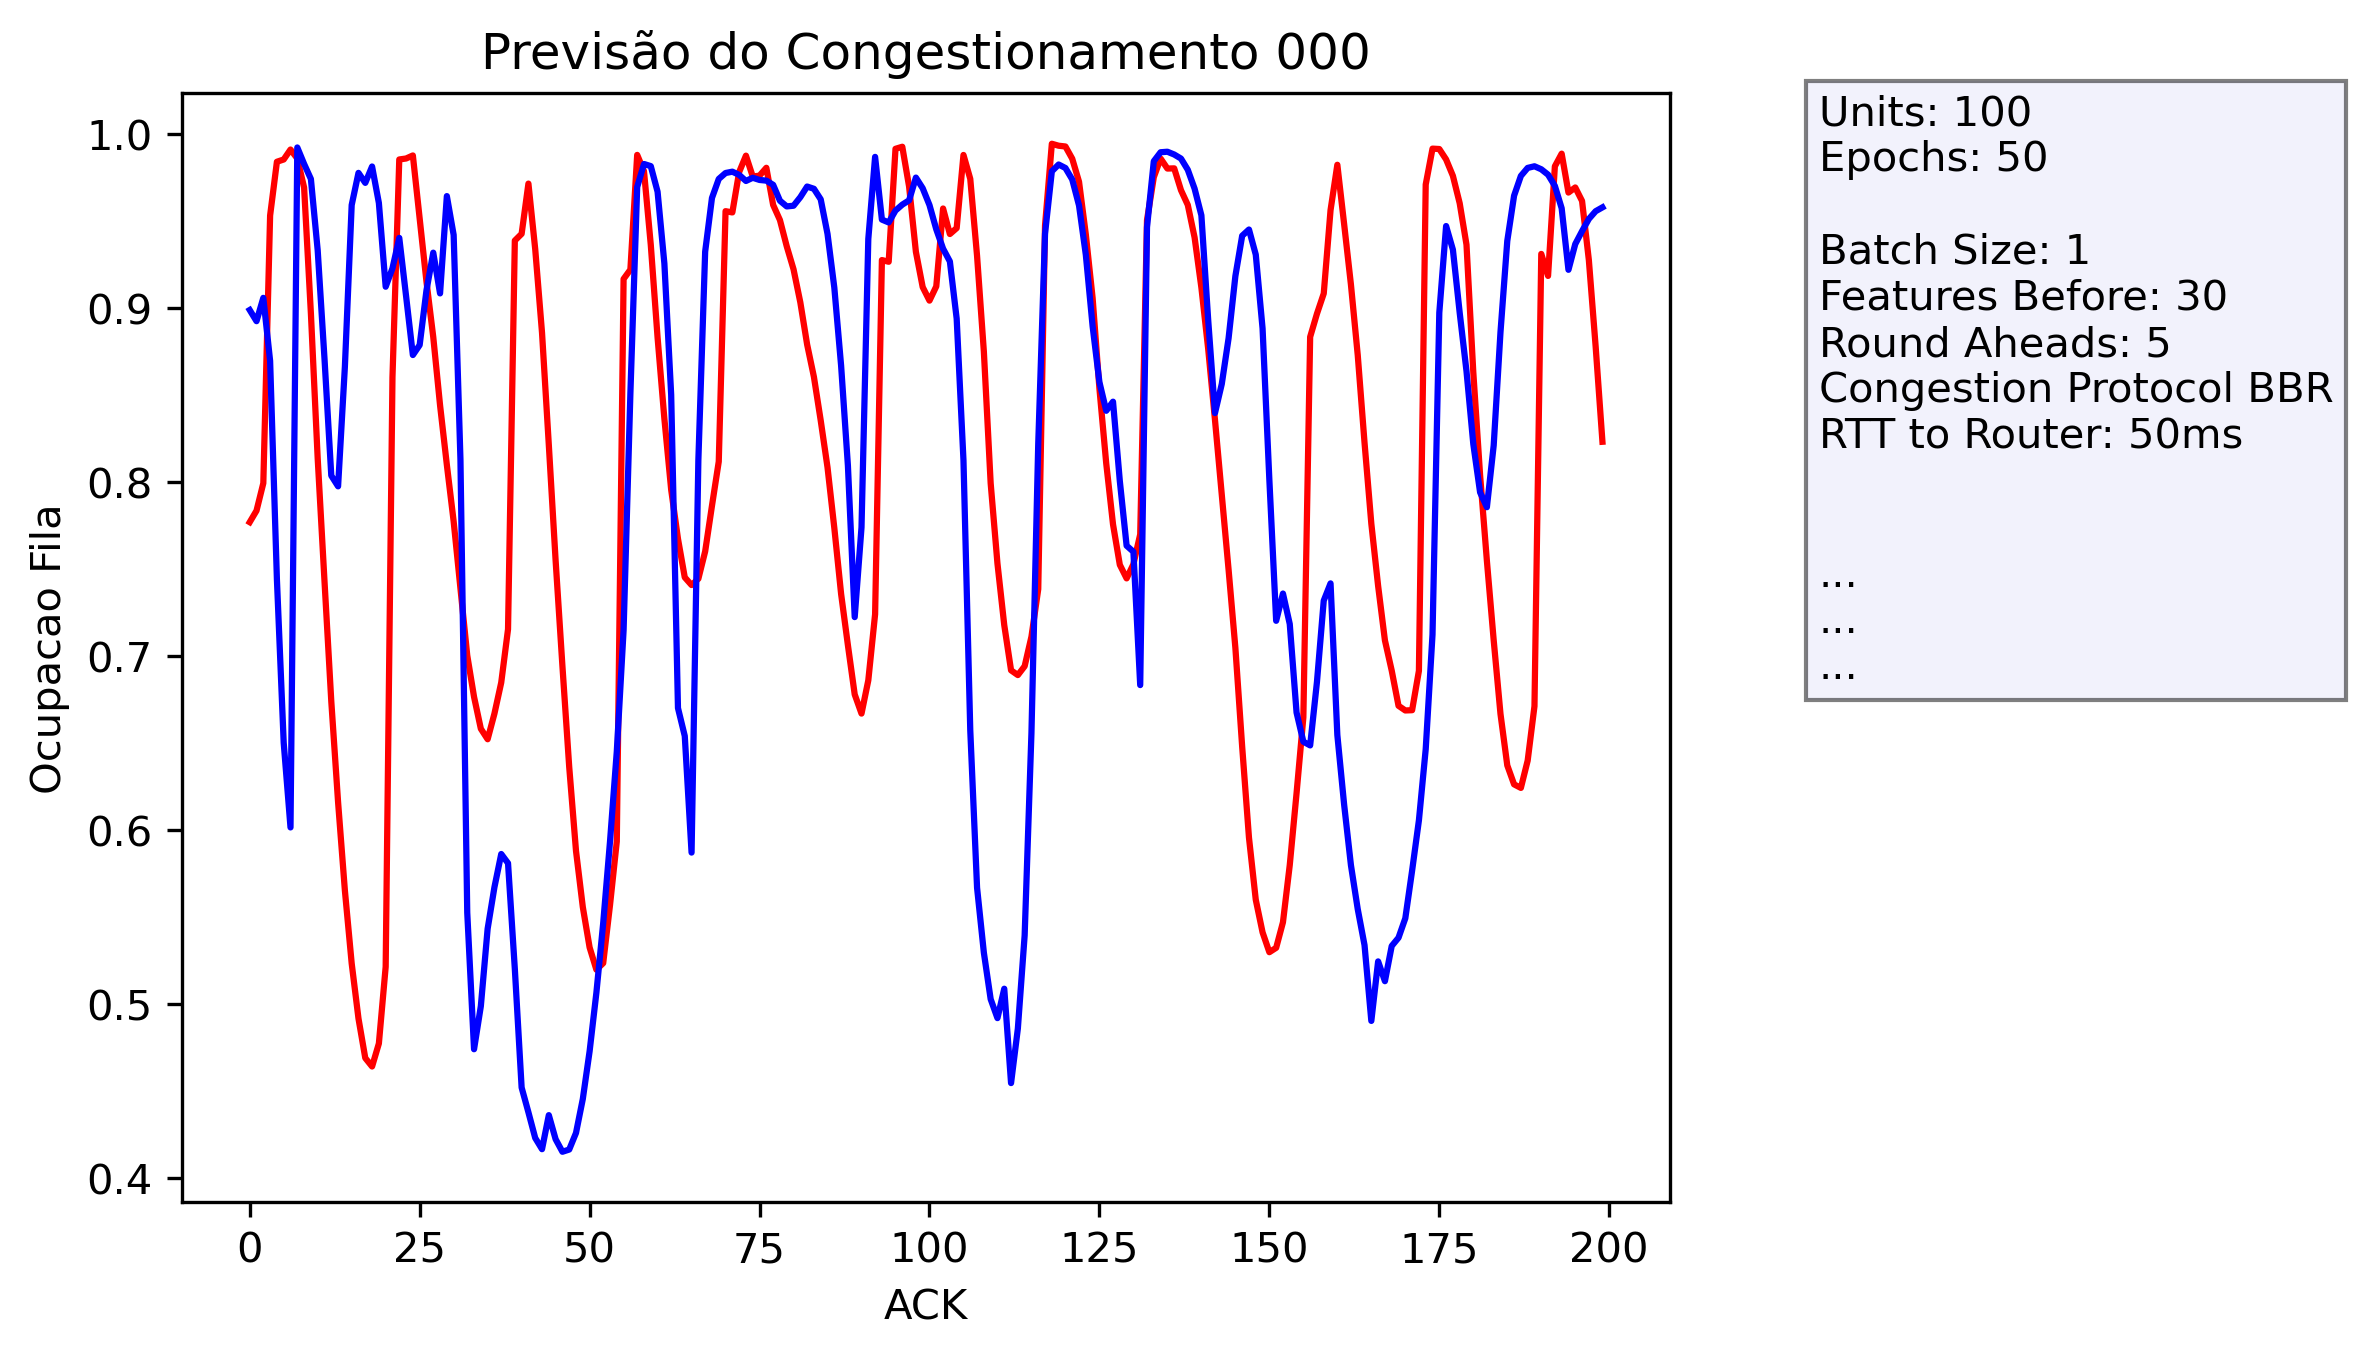 Previsão do Congestionamento 000
Ocupacao Fila
1.0
0.9
0.8
0.7
0.6
0.5
0.4
0 25 50 75 100 125 150 175 200
ACK
Units: 100
Epochs: 50
Batch Size: 1
Features Before: 30
Round Aheads: 5
Congestion Protocol BBR
RTT to Router: 50ms
...
...
...